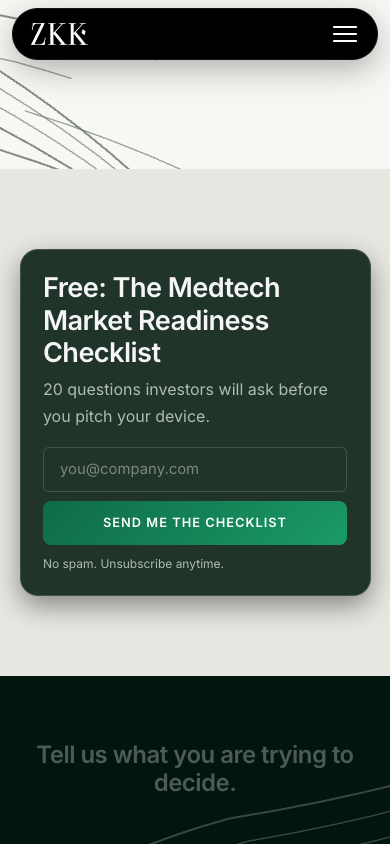 ZKK
Free: The Medtech
Market Readiness
Checklist
20 questions investors will ask before
you pitch your device.
you@company.com
SEND ME THE CHECKLIST
No spam. Unsubscribe anytime.
Tell us what you are trying to
decide.